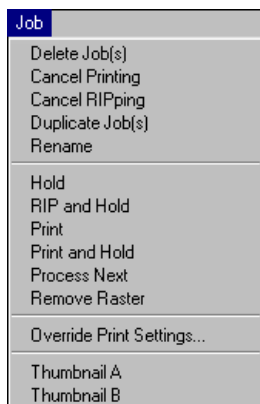 Job
Delete Job(s)
Cancel Printing
Cancel RIPping
Duplicate Job(s)
Rename
Hold
RIP and Hold
Print
Print and Hold
Process Next
Remove Raster
Override Print Settings...
Thumbnail A
Thumbnail B